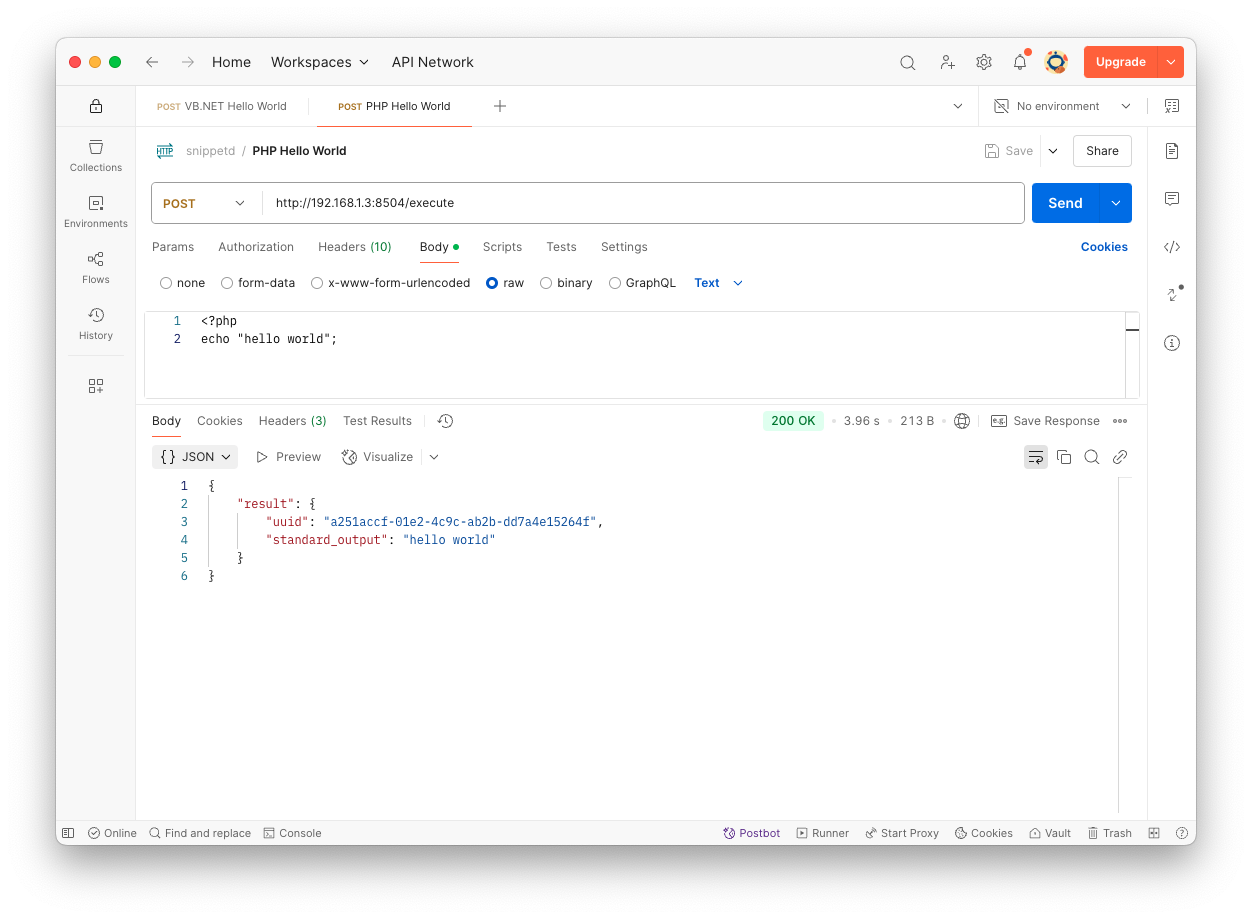 Home Workspaces API Network Upgrade
POST VB.NET Hello World POST PHP Hello World No environment
HTTP snippetd / PHP Hello World Save Share
Collections
Environments
Flows
History
POST http://192.168.1.3:8504/execute Send
Params Authorization Headers (10) Body Scripts Tests Settings Cookies
none form-data x-www-form-urlencoded raw binary GraphQL Text
1 <?php
2 echo "hello world";
Body Cookies Headers (3) Test Results 200 OK • 3.96 s • 213 B • e.g. Save Response
{} JSON Preview Visualize
1 {
2 "result": {
3 "uuid": "a251accf-01e2-4c9c-ab2b-dd7a4e15264f",
4 "standard_output": "hello world"
5 }
6 }
Online Find and replace Console Postbot Runner Start Proxy Cookies Vault Trash